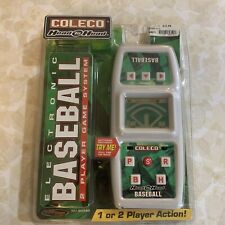 COLECO
Head to Head
ELECTRONIC
BASEBALL
2 PLAYER GAME SYSTEM
TRY ME!
BASEBALL
COLECO
Head to Head
P S R
B H
BASEBALL
1 or 2 Player Action!